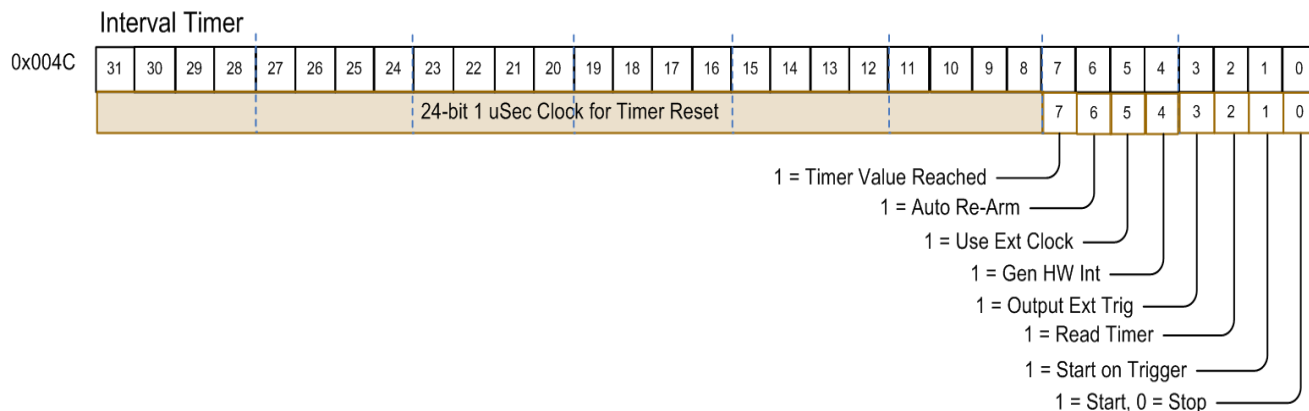 Interval Timer
0x004C 31 30 29 28 27 26 25 24 23 22 21 20 19 18 17 16 15 14 13 12 11 10 9 8 7 6 5 4 3 2 1 0
24-bit 1 uSec Clock for Timer Reset 7 6 5 4 3 2 1 0
1 = Timer Value Reached
1 = Auto Re-Arm
1 = Use Ext Clock
1 = Gen HW Int
1 = Output Ext Trig
1 = Read Timer
1 = Start on Trigger
1 = Start, 0 = Stop